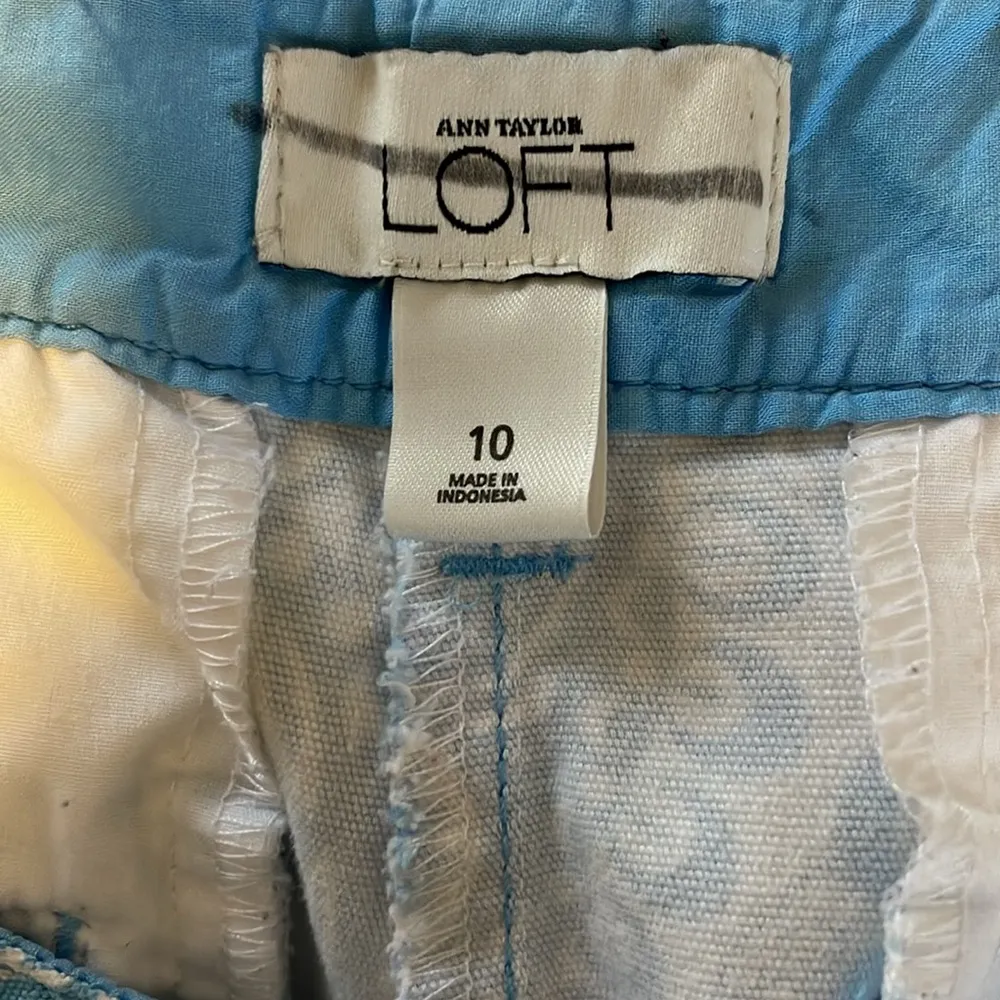 ANN TAYLOR
LOFT
10
MADE IN
INDONESIA